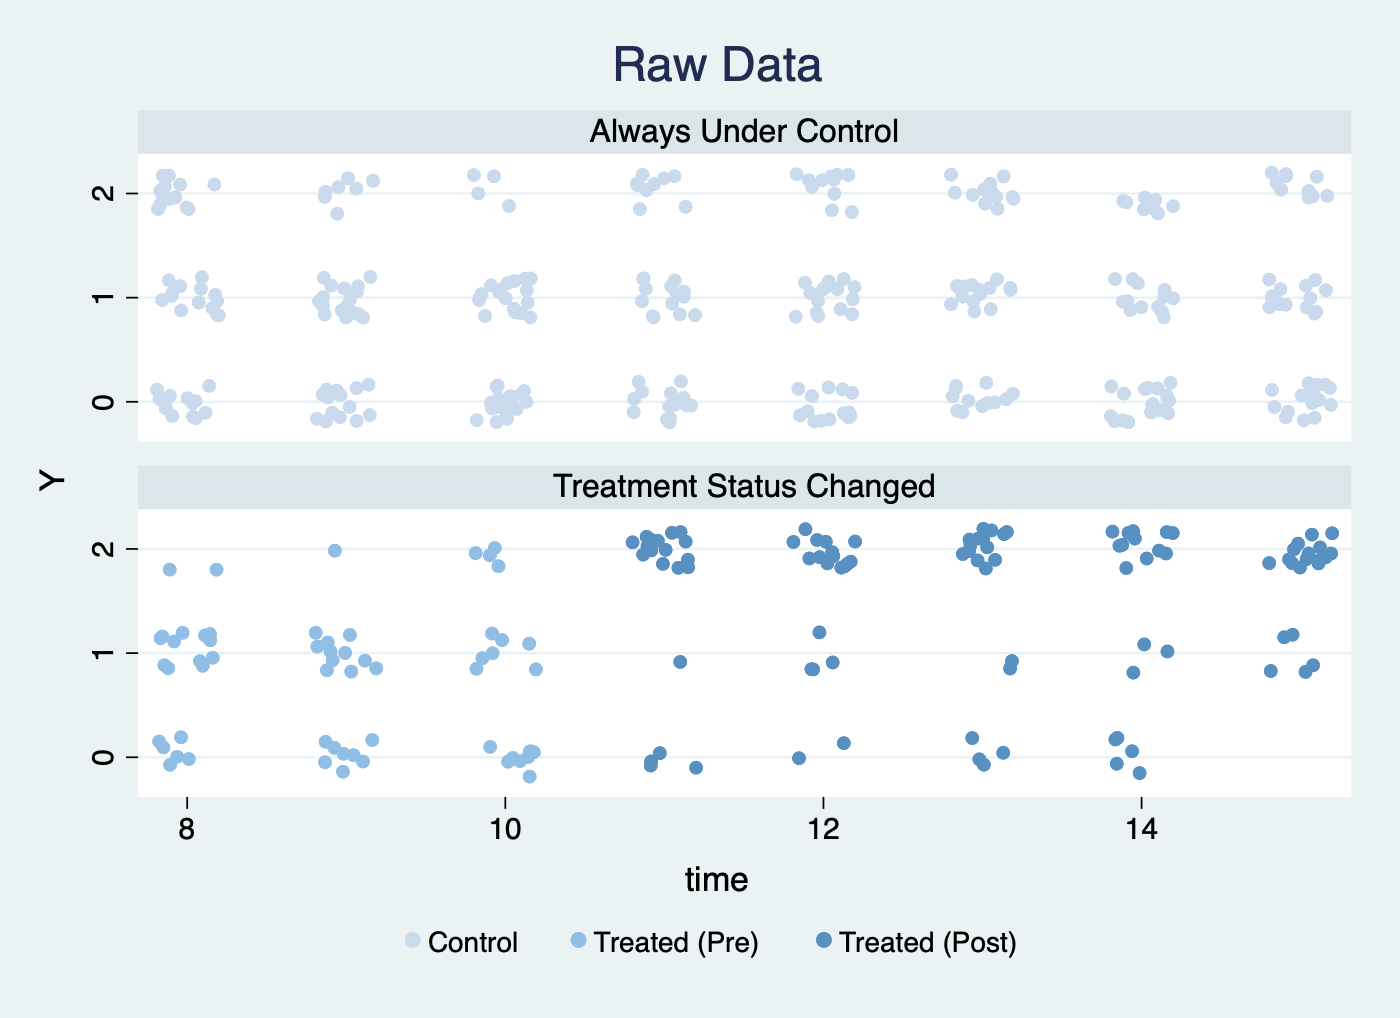 Raw Data
Always Under Control
2
1
0
Y
Treatment Status Changed
2
1
0
8 10 12 14
time
Control Treated (Pre) Treated (Post)